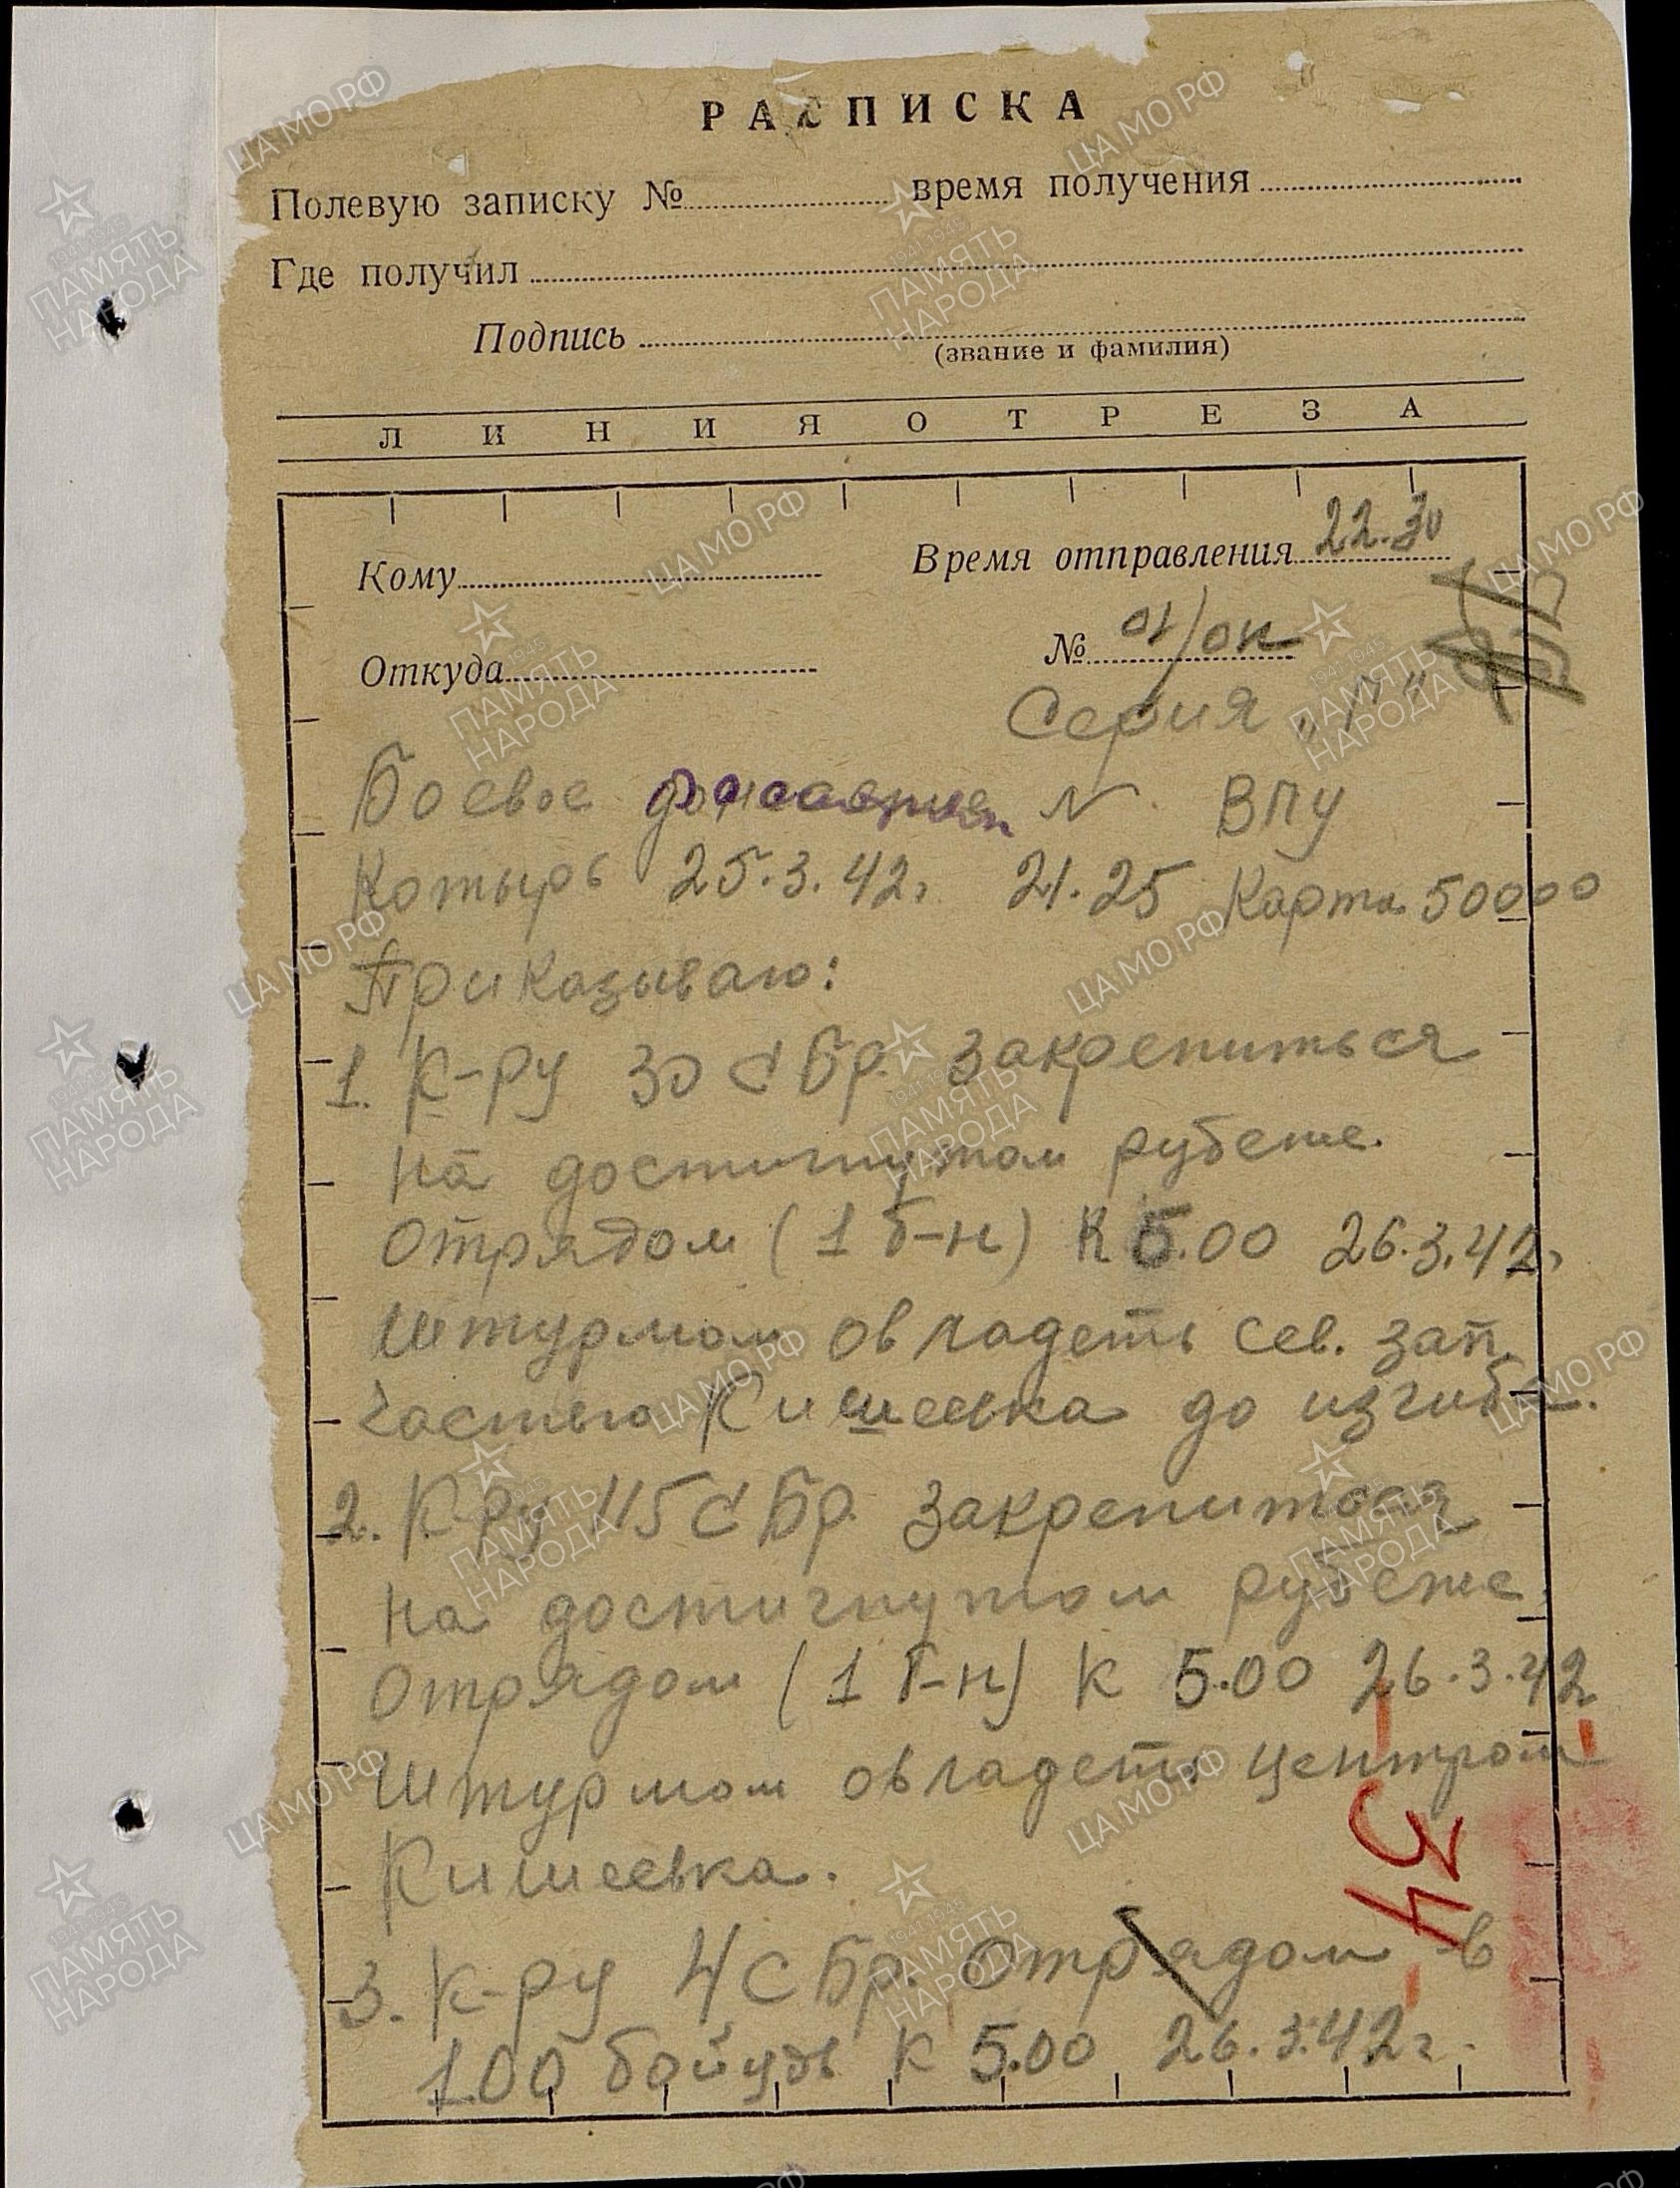 РАСПИСКА
Полевую записку № время получения
Где получил
Подпись
(звание и фамилия)
ЛИНИЯ ОТРЕЗА
Кому Время отправления 22.30
Откуда № 01/оп
Серия „Г"
Боевое N ВПУ
Котырь 25.3.42г 21.25 Карта 50000
Приказываю:
1. К-ру 30 СБр. закрепиться
на достигнутом рубеже.
Отрядом (1 б-н) к 5.00 26.3.42г
штурмом овладеть сев. зап.
частью Кишеевка до изгиба.
2. К-ру 115 СБр. закрепится
на достигнутом рубеже.
Отрядом (1 б-н) к 5.00 26.3.42
штурмом овладеть центром
Кишеевка.
34
3. К-ру 4 СБр. Отрядом в
100 бойцов к 5.00 26.3.42г.